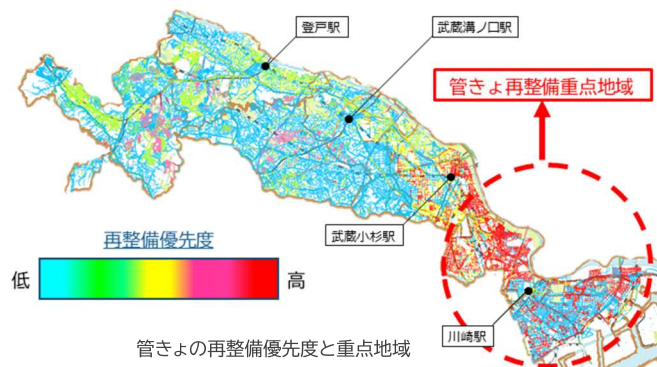 登戸駅
武蔵溝ノ口駅
管きょ再整備重点地域
武蔵小杉駅
再整備優先度
低
高
川崎駅
管きょの再整備優先度と重点地域